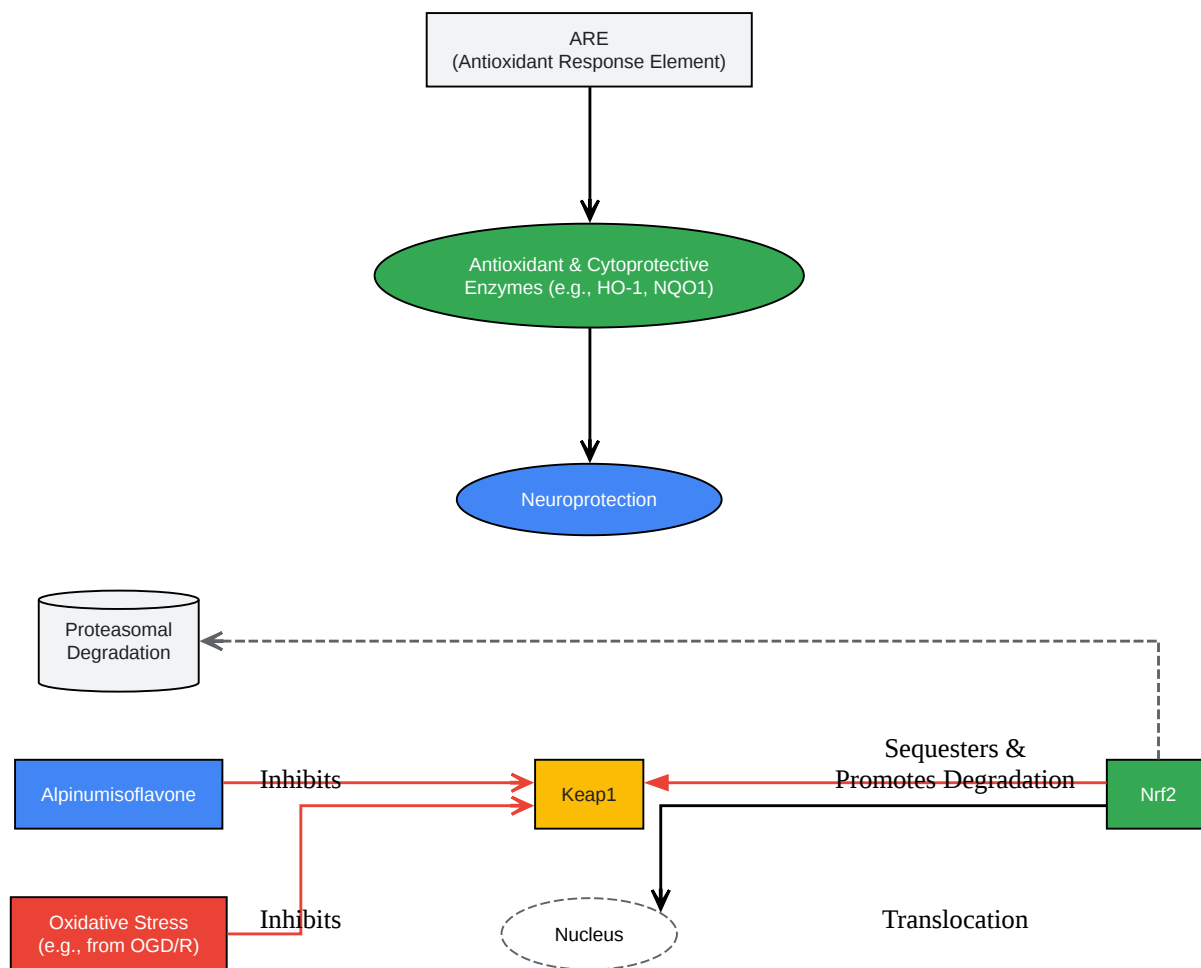 ARE
(Antioxidant Response Element)
Antioxidant & Cytoprotective
Enzymes (e.g., HO-1, NQO1)
Neuroprotection
Proteasomal
Degradation
Sequesters &
Promotes Degradation
Alpinumisoflavone
Inhibits
Keap1
Nrf2
Oxidative Stress
(e.g., from OGD/R)
Inhibits
Nucleus
Translocation